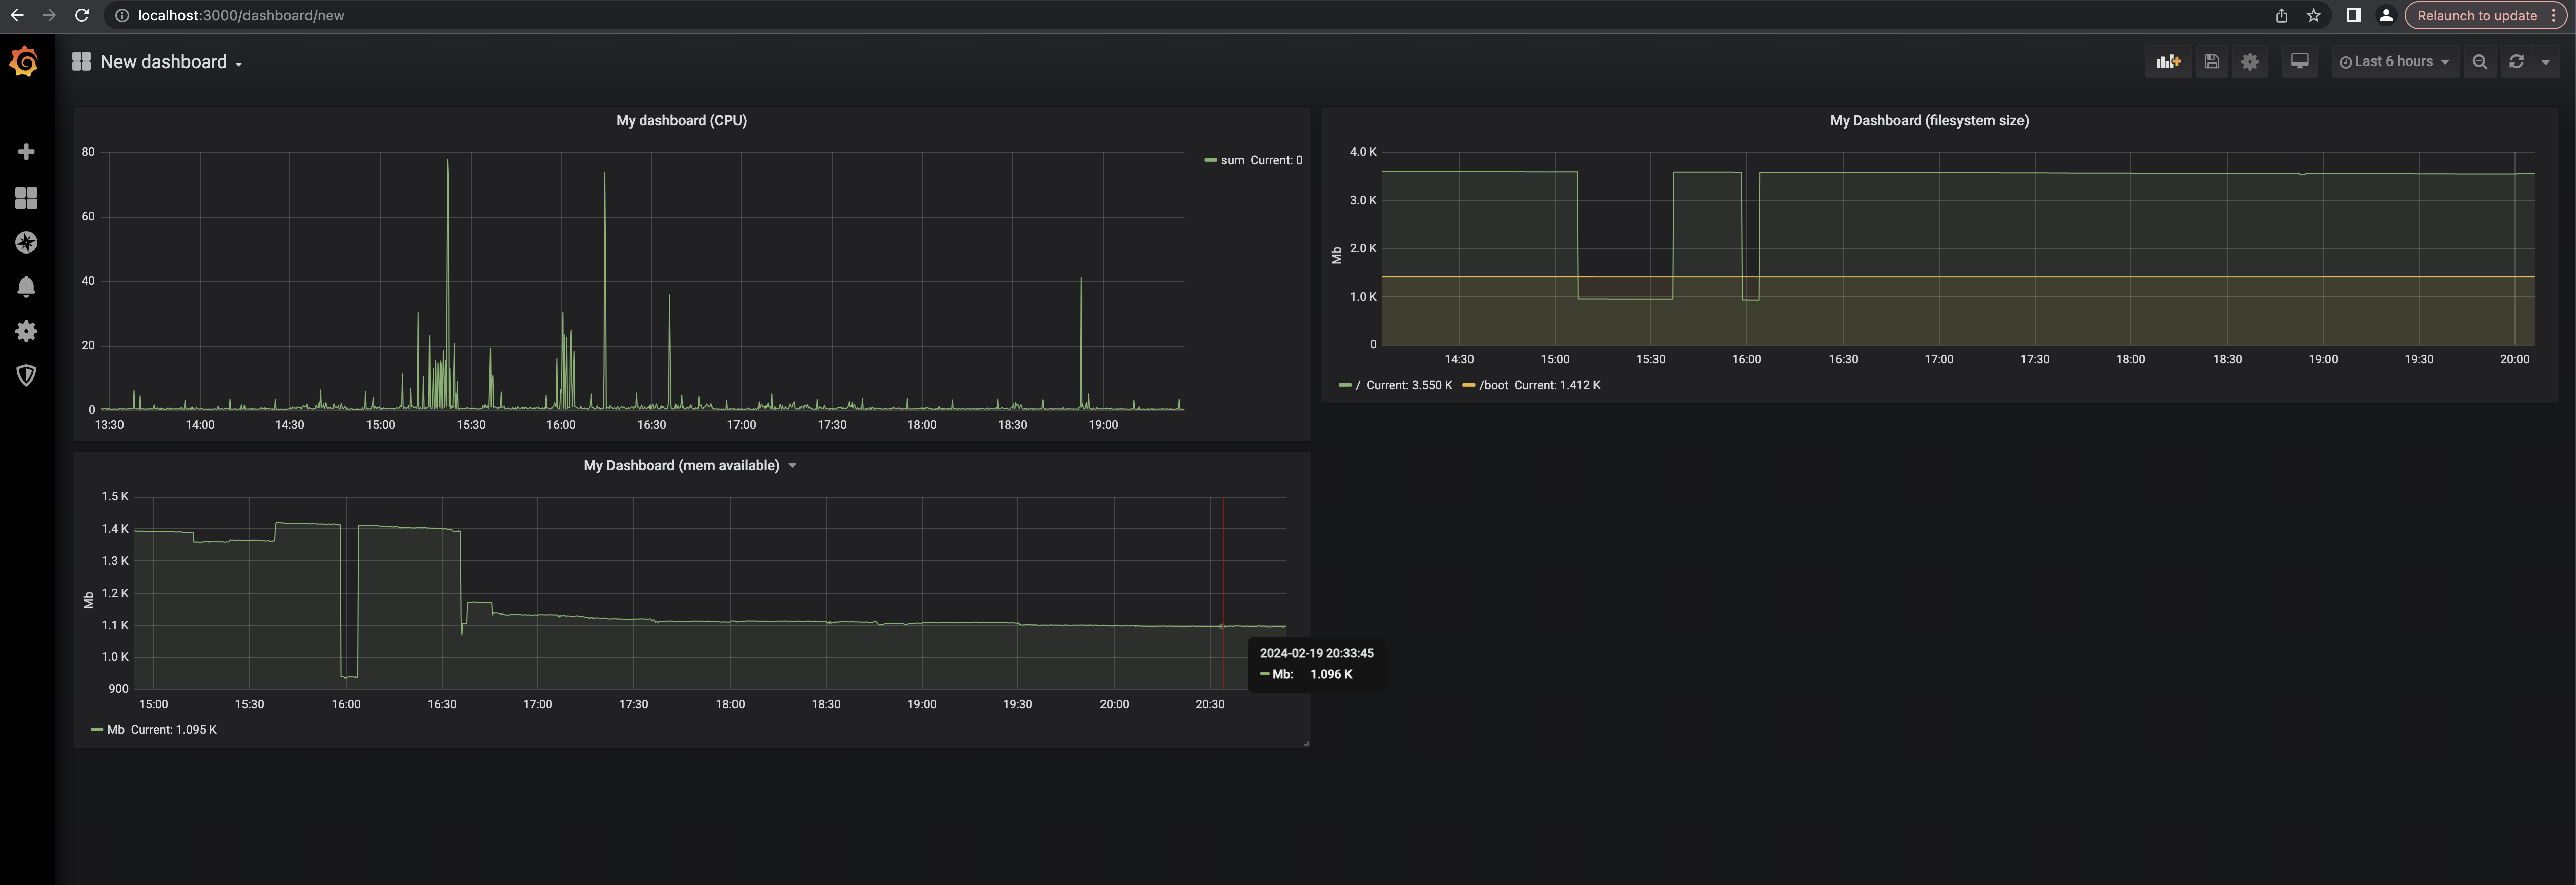 localhost:3000/dashboard/new
Relaunch to update
New dashboard
Last 6 hours
My dashboard (CPU)
80
60
40
20
0
13:30 14:00 14:30 15:00 15:30 16:00 16:30 17:00 17:30 18:00 18:30 19:00
sum Current: 0
My Dashboard (filesystem size)
Mb
4.0 K
3.0 K
2.0 K
1.0 K
0
14:30 15:00 15:30 16:00 16:30 17:00 17:30 18:00 18:30 19:00 19:30 20:00
/ Current: 3.550 K /boot Current: 1.412 K
My Dashboard (mem available)
Mb
1.5 K
1.4 K
1.3 K
1.2 K
1.1 K
1.0 K
900
15:00 15:30 16:00 16:30 17:00 17:30 18:00 18:30 19:00 19:30 20:00 20:30
2024-02-19 20:33:45
Mb: 1.096 K
Mb Current: 1.095 K